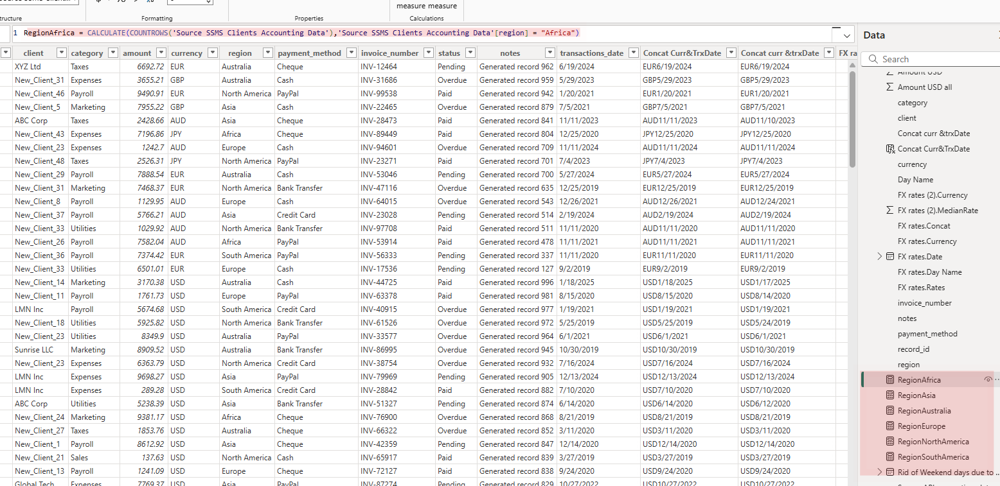 measure measure
ructure Formatting Properties Calculations
1 RegionAfrica = CALCULATE(COUNTROWS('Source SSMS Clients Accounting Data'),'Source SSMS Clients Accounting Data'[region] = "Africa")
client category amount currency region payment_method invoice_number status notes transactions_date Concat Curr&TrxDate Concat curr &trxDate FX ra
XYZ Ltd Taxes 6692.72 EUR Australia Cheque INV-12464 Pending Generated record 962 6/19/2024 EUR6/19/2024 EUR6/19/2024
New_Client_31 Expenses 3655.21 GBP Australia Cash INV-31686 Overdue Generated record 959 5/29/2023 GBP5/29/2023 GBP5/29/2023
New_Client_46 Payroll 9490.91 EUR North America PayPal INV-99538 Paid Generated record 942 1/20/2021 EUR1/20/2021 EUR1/20/2021
New_Client_5 Marketing 7955.22 GBP Asia Cash INV-22465 Overdue Generated record 879 7/5/2021 GBP7/5/2021 GBP7/5/2021
ABC Corp Taxes 2428.66 AUD Asia Cheque INV-28473 Paid Generated record 841 11/11/2023 AUD11/11/2023 AUD11/10/2023
New_Client_43 Expenses 7196.86 JPY Africa Cheque INV-89449 Paid Generated record 804 12/25/2020 JPY12/25/2020 JPY12/25/2020
New_Client_23 Expenses 1242.7 AUD Europe Cash INV-94601 Overdue Generated record 709 11/11/2024 AUD11/11/2024 AUD11/11/2024
New_Client_48 Taxes 2526.31 JPY North America PayPal INV-23271 Paid Generated record 701 7/4/2023 JPY7/4/2023 JPY7/4/2023
New_Client_29 Payroll 7888.54 EUR Australia Cash INV-53046 Pending Generated record 700 5/27/2024 EUR5/27/2024 EUR5/27/2024
New_Client_31 Marketing 7468.37 EUR North America Bank Transfer INV-47116 Overdue Generated record 635 12/25/2019 EUR12/25/2019 EUR12/25/2019
New_Client_8 Payroll 1129.95 AUD Europe Cash INV-64015 Overdue Generated record 543 12/26/2021 AUD12/26/2021 AUD12/24/2021
New_Client_37 Payroll 5766.21 AUD Asia Credit Card INV-23028 Pending Generated record 514 2/19/2024 AUD2/19/2024 AUD2/19/2024
New_Client_33 Utilities 1029.92 AUD North America Bank Transfer INV-97708 Paid Generated record 511 11/11/2020 AUD11/11/2020 AUD11/11/2020
New_Client_26 Payroll 7582.04 AUD Africa PayPal INV-53914 Paid Generated record 478 11/11/2021 AUD11/11/2021 AUD11/11/2021
New_Client_36 Payroll 7374.42 EUR South America PayPal INV-56333 Pending Generated record 337 11/11/2020 EUR11/11/2020 EUR11/11/2020
New_Client_33 Utilities 6501.01 EUR Europe Cash INV-17536 Pending Generated record 127 9/2/2019 EUR9/2/2019 EUR9/2/2019
New_Client_14 Marketing 3170.38 USD Australia Cash INV-44725 Paid Generated record 996 1/18/2025 USD1/18/2025 USD1/17/2025
New_Client_11 Payroll 1761.73 USD Europe PayPal INV-63378 Paid Generated record 981 8/15/2020 USD8/15/2020 USD8/14/2020
LMN Inc Payroll 5674.68 USD South America Credit Card INV-40915 Overdue Generated record 977 1/19/2021 USD1/19/2021 USD1/19/2021
New_Client_18 Utilities 5925.82 USD North America Bank Transfer INV-61526 Overdue Generated record 972 5/25/2019 USD5/25/2019 USD5/24/2019
New_Client_23 Utilities 8349.9 USD Australia PayPal INV-33577 Overdue Generated record 964 6/1/2021 USD6/1/2021 USD6/1/2021
Sunrise LLC Marketing 8909.52 USD Australia Bank Transfer INV-86995 Overdue Generated record 945 10/30/2019 USD10/30/2019 USD10/30/2019
New_Client_23 Expenses 6363.79 USD North America Credit Card INV-38754 Overdue Generated record 932 7/16/2024 USD7/16/2024 USD7/16/2024
LMN Inc Expenses 9698.27 USD Asia PayPal INV-79969 Pending Generated record 905 12/13/2024 USD12/13/2024 USD12/13/2024
LMN Inc Expenses 289.28 USD South America Credit Card INV-28842 Paid Generated record 882 7/10/2020 USD7/10/2020 USD7/10/2020
ABC Corp Utilities 5238.39 USD Asia Bank Transfer INV-51327 Pending Generated record 874 6/14/2020 USD6/14/2020 USD6/12/2020
New_Client_24 Marketing 9381.17 USD Africa Cheque INV-76900 Overdue Generated record 868 8/21/2019 USD8/21/2019 USD8/21/2019
New_Client_27 Taxes 1853.76 USD Australia Cheque INV-66322 Overdue Generated record 852 3/11/2020 USD3/11/2020 USD3/11/2020
New_Client_1 Payroll 8612.92 USD Asia Cheque INV-42359 Pending Generated record 847 12/14/2020 USD12/14/2020 USD12/14/2020
New_Client_21 Sales 137.63 USD North America Cash INV-65917 Paid Generated record 839 3/27/2019 USD3/27/2019 USD3/27/2019
New_Client_13 Payroll 1241.09 USD Europe Cheque INV-72127 Paid Generated record 838 9/24/2020 USD9/24/2020 USD9/24/2020
Global Tech Expenses 7769.37 USD Asia PayPal INV-87274 Pending Generated record 829 10/27/2022 USD10/27/2022 USD10/27/2022
Data
Search
Amount USD
Amount USD all
category
client
Concat curr &trxDate
Concat Curr&TrxDate
currency
Day Name
FX rates (2).Currency
FX rates (2).MedianRate
FX rates.Concat
FX rates.Currency
FX rates.Date
FX rates.Day Name
FX rates.Rates
invoice_number
notes
payment_method
record_id
region
RegionAfrica
RegionAsia
RegionAustralia
RegionEurope
RegionNorthAmerica
RegionSouthAmerica
Rid of Weekend days due to ...